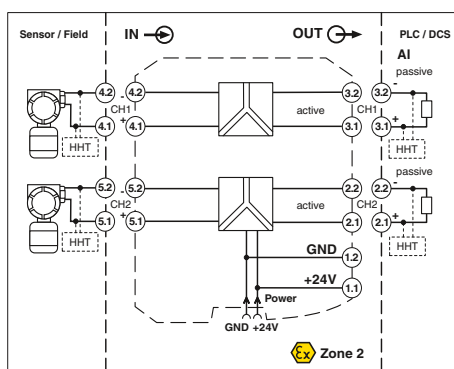 Sensor / Field IN OUT PLC / DCS
AI
passive
4.2 4.2 3.2 3.2 -
- CH1 CH1
+ active +
4.1 4.1 3.1 3.1
HHT HHT
passive
5.2 5.2 2.2 2.2 -
- CH2 CH2
+ active +
5.1 5.1 2.1 2.1
HHT HHT
GND 1.2
+24V 1.1
Power
GND +24V
Ex Zone 2